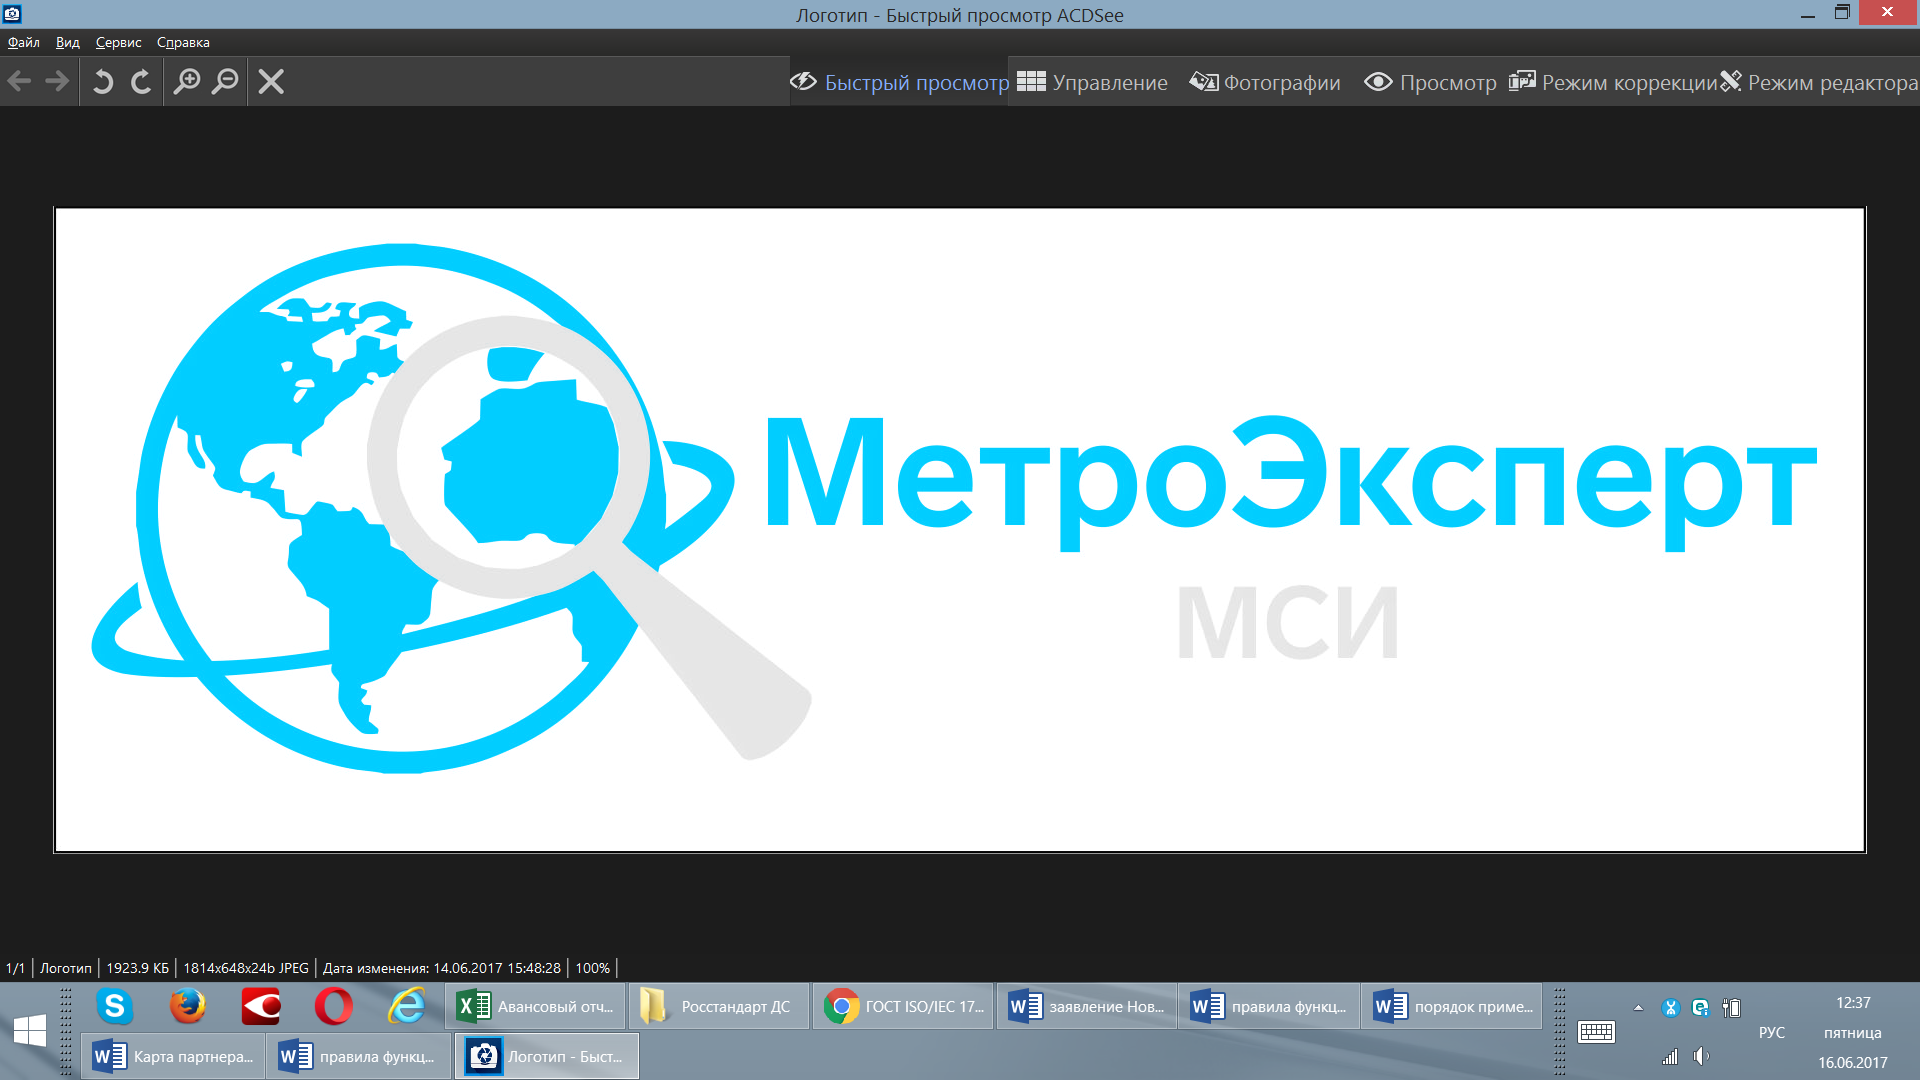 Логотип - Быстрый просмотр ACDSee
Файл Вид Сервис Справка
Быстрый просмотр Управление Фотографии Просмотр Режим коррекции Режим редактора
МетроЭксперт
МСИ
1/1 Логотип 1923.9 КБ 1814x648x24b JPEG Дата изменения: 14.06.2017 15:48:28 100%
Авансовый отч... Росстандарт ДС ГОСТ ISO/IEC 17... заявление Нов... правила функц... порядок приме...
Карта партнера... правила функц... Логотип - Быст...
РУС
12:37
пятница
16.06.2017